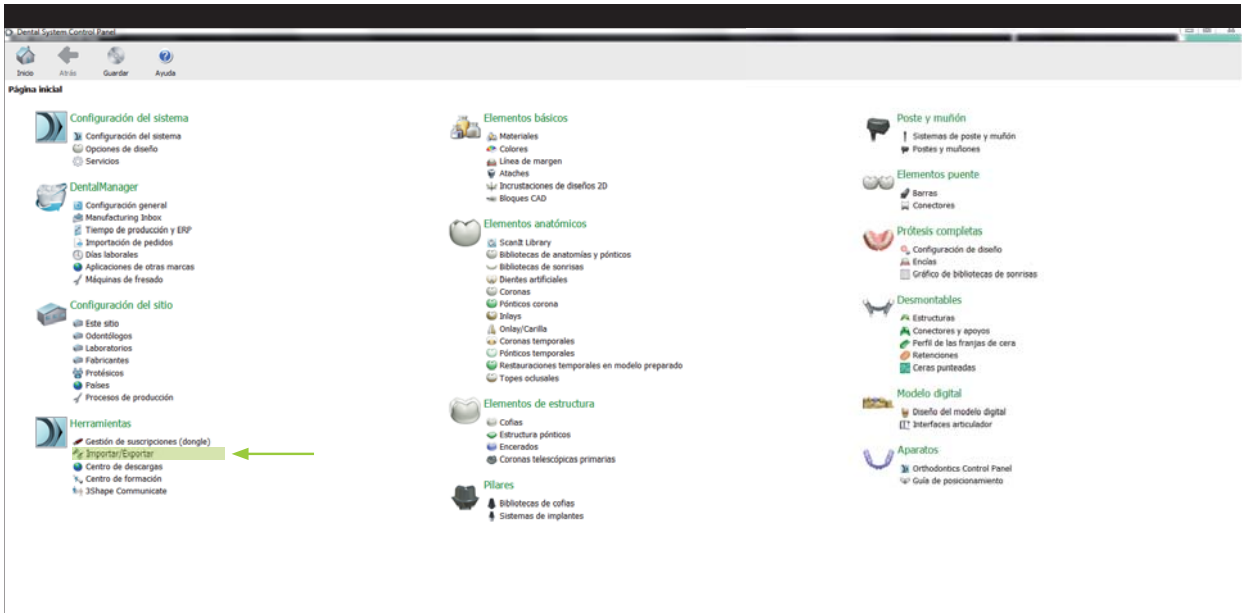 Dental System Control Panel
Inicio
Atrás
Guardar
Ayuda
Página inicial
Configuración del sistema
Configuración del sistema
Opciones de diseño
Servicios
DentalManager
Configuración general
Manufacturing Inbox
Tiempo de producción y ERP
Importación de pedidos
Días laborales
Aplicaciones de otras marcas
Máquinas de fresado
Configuración del sitio
Este sitio
Odontólogos
Laboratorios
Fabricantes
Protésicos
Países
Procesos de producción
Herramientas
Gestión de suscripciones (dongle)
Importar/Exportar
Centro de descargas
Centro de formación
3Shape Communicate
Elementos básicos
Materiales
Colores
Línea de margen
Ataches
Incrustaciones de diseños 2D
Bloques CAD
Elementos anatómicos
ScanIt Library
Bibliotecas de anatomías y pónticos
Bibliotecas de sonrisas
Dientes artificiales
Coronas
Pónticos corona
Inlays
Onlay/Carilla
Coronas temporales
Pónticos temporales
Restauraciones temporales en modelo preparado
Topes oclusales
Elementos de estructura
Cofias
Estructura pónticos
Encerados
Coronas telescópicas primarias
Pilares
Bibliotecas de cofias
Sistemas de implantes
Poste y muñón
Sistemas de poste y muñón
Postes y muñones
Elementos puente
Barras
Conectores
Prótesis completas
Configuración de diseño
Encías
Gráfico de bibliotecas de sonrisas
Desmontables
Estructuras
Conectores y apoyos
Perfil de las franjas de cera
Retenciones
Ceras punteadas
Modelo digital
Diseño del modelo digital
Interfaces articulador
Aparatos
Orthodontics Control Panel
Guía de posicionamiento